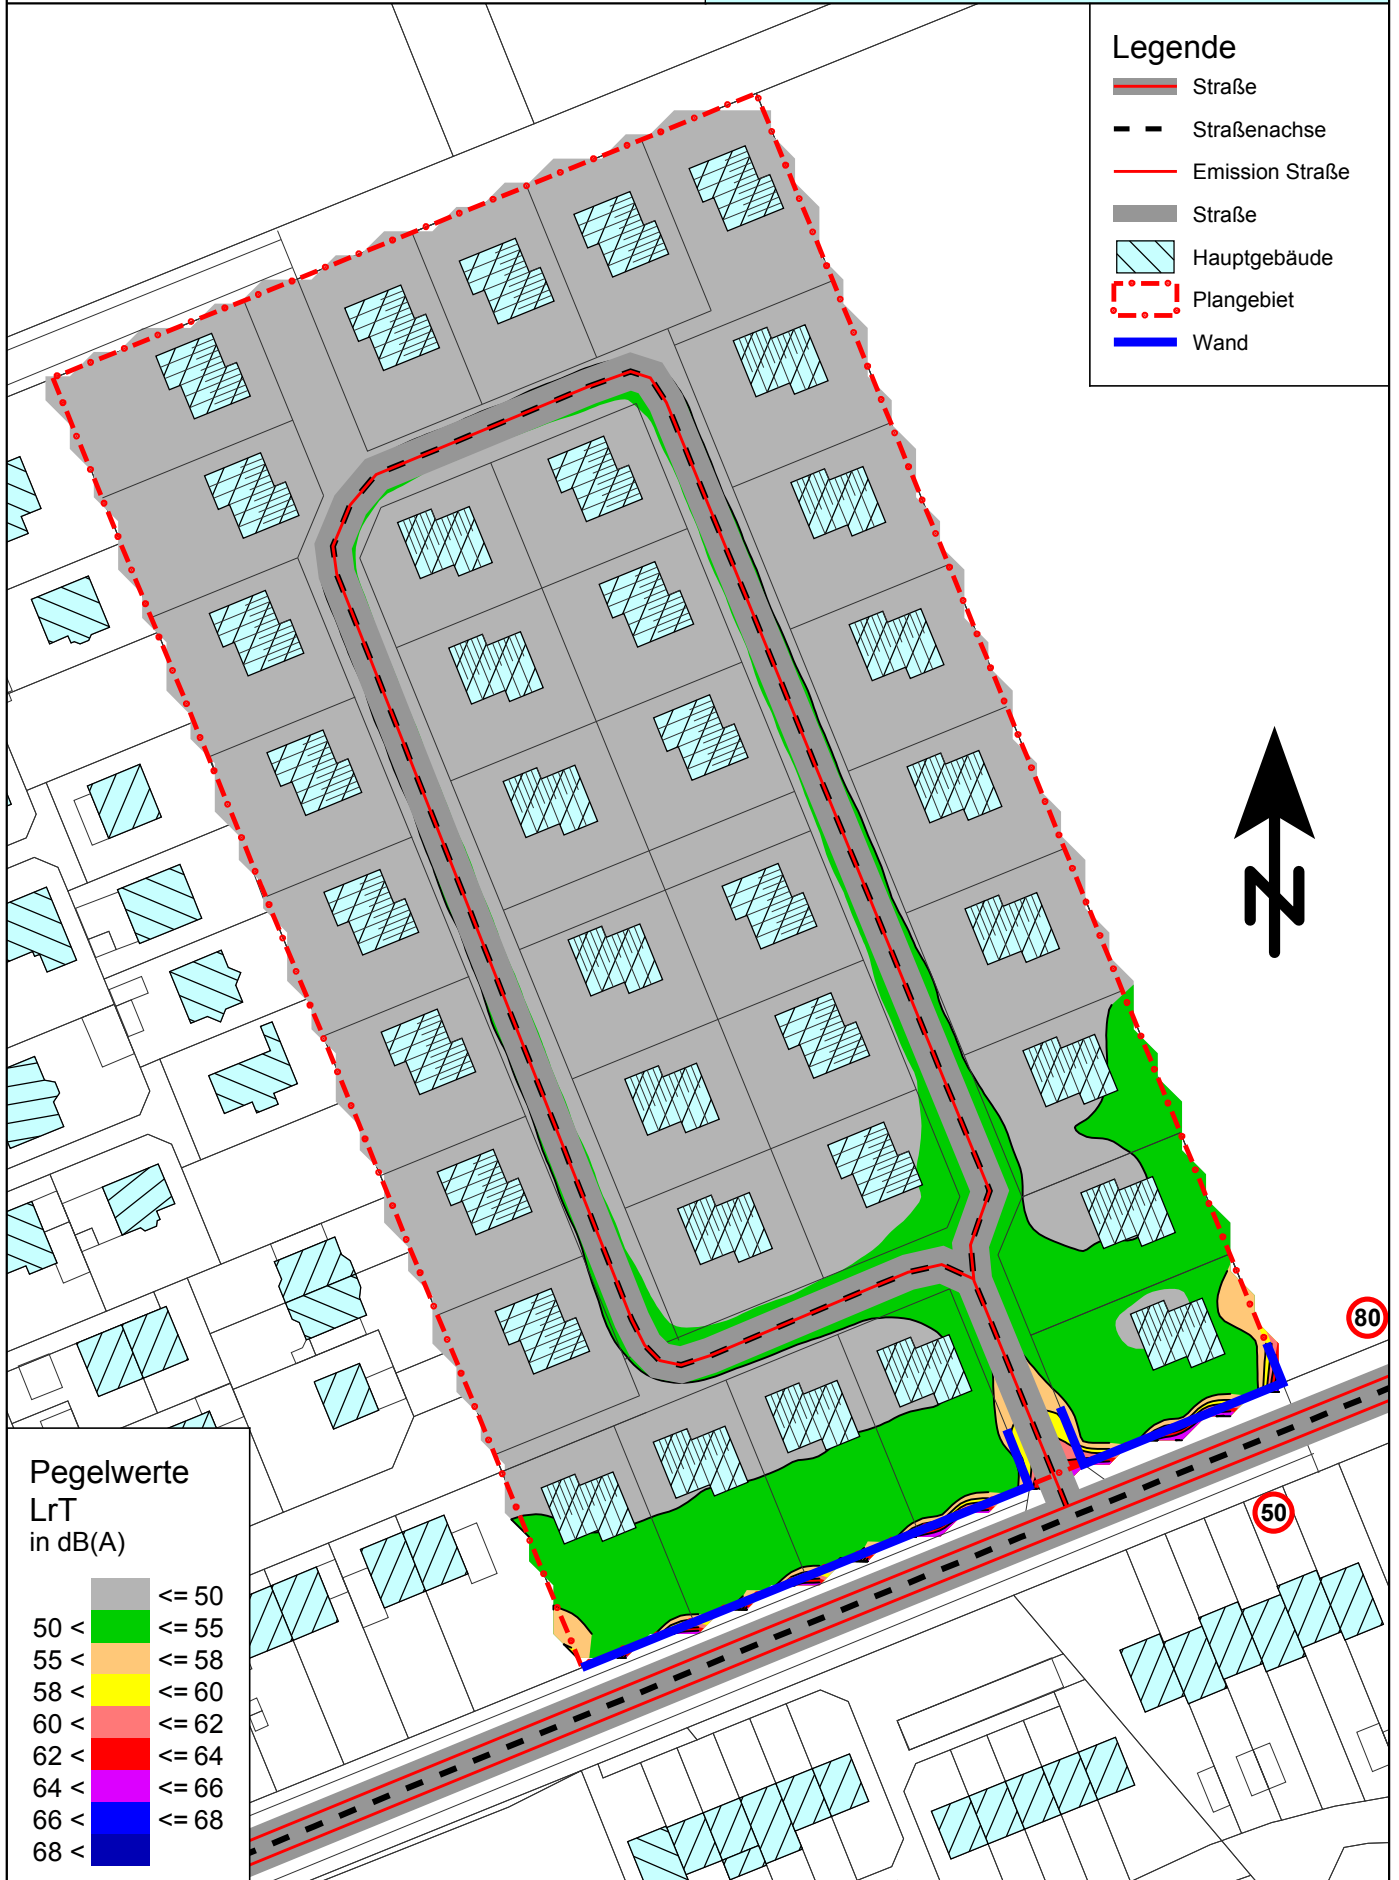 Legende
Straße
Straßenachse
Emission Straße
Straße
Hauptgebäude
Plangebiet
Wand
N
80
50
Pegelwerte
LrT
in dB(A)
<= 50
50 < <= 55
55 < <= 58
58 < <= 60
60 < <= 62
62 < <= 64
64 < <= 66
66 < <= 68
68 <